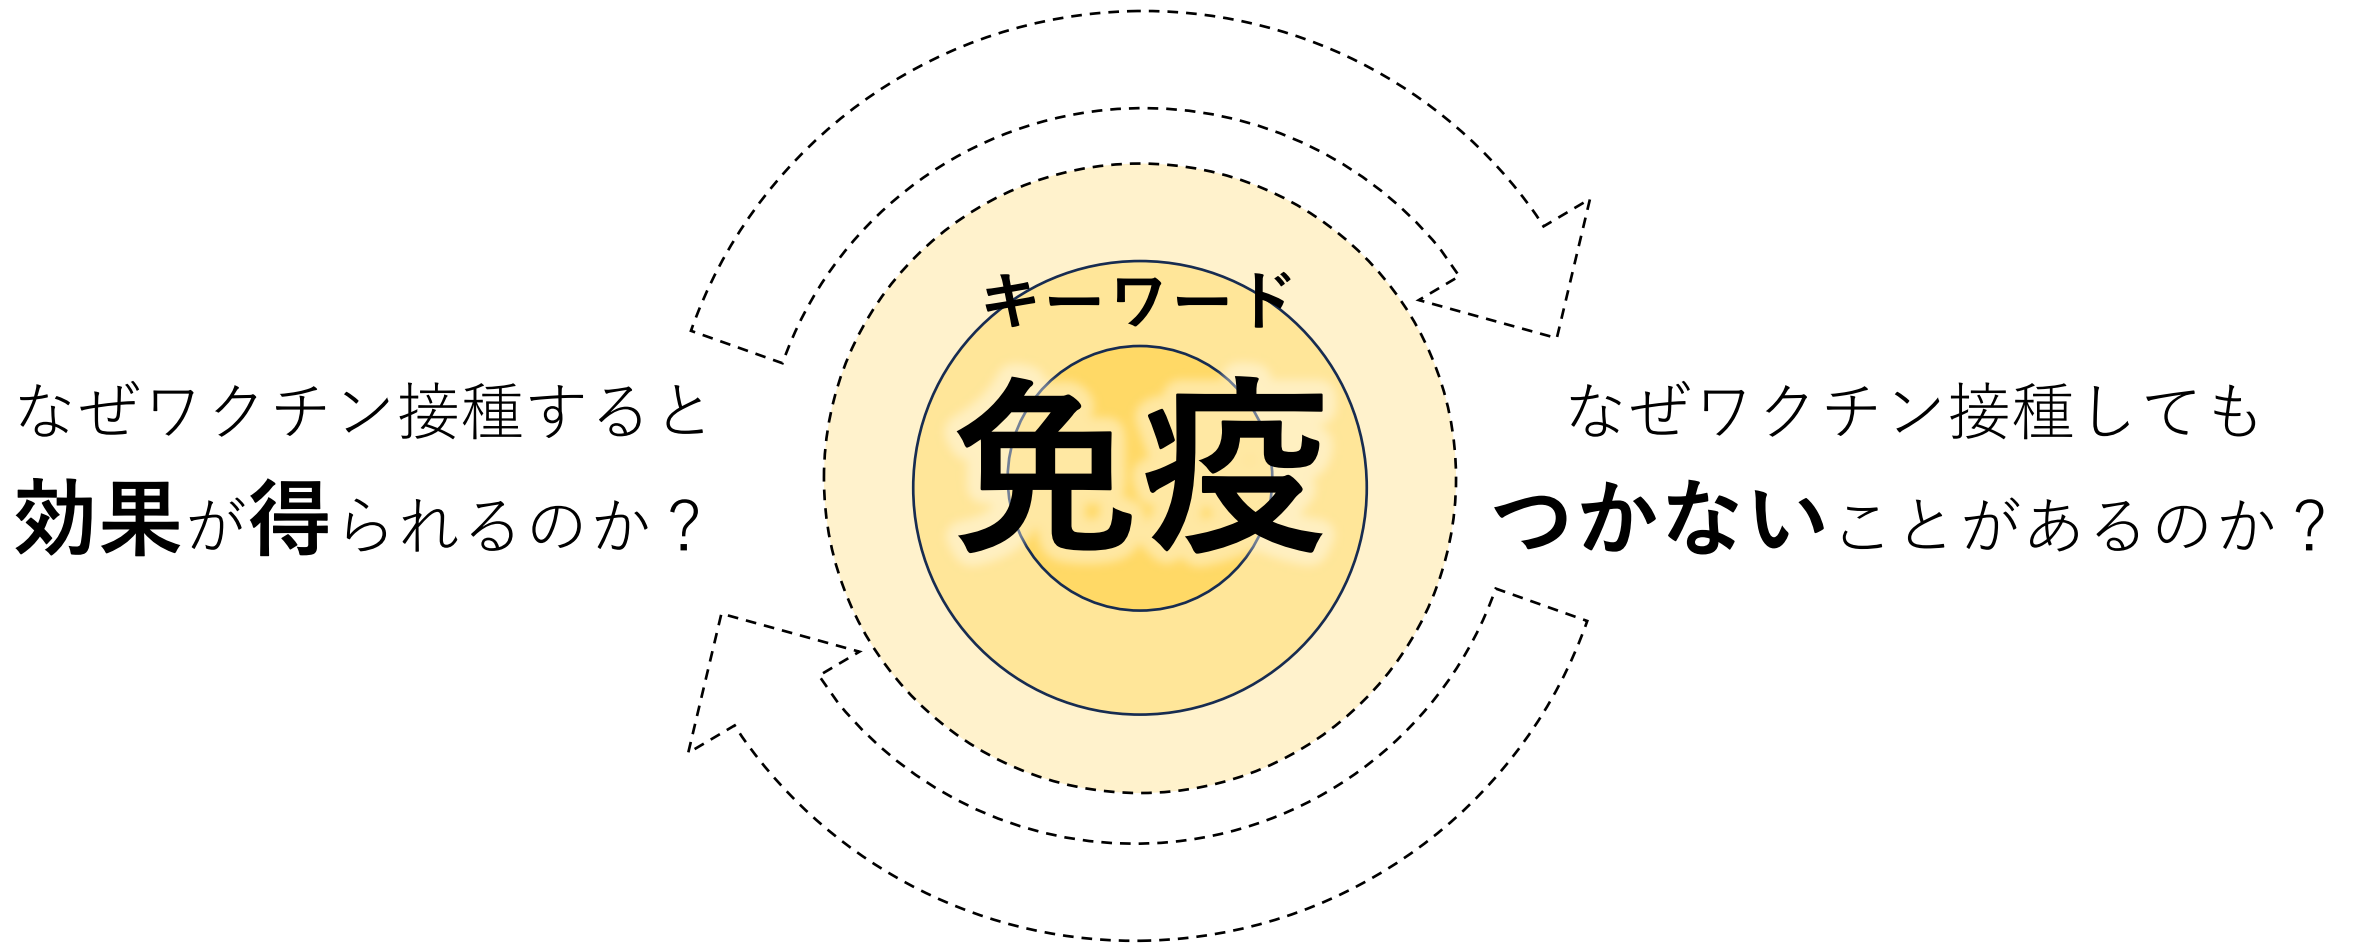 キーワード
免疫
なぜワクチン接種すると
効果が得られるのか？
なぜワクチン接種しても
つかないことがあるのか？